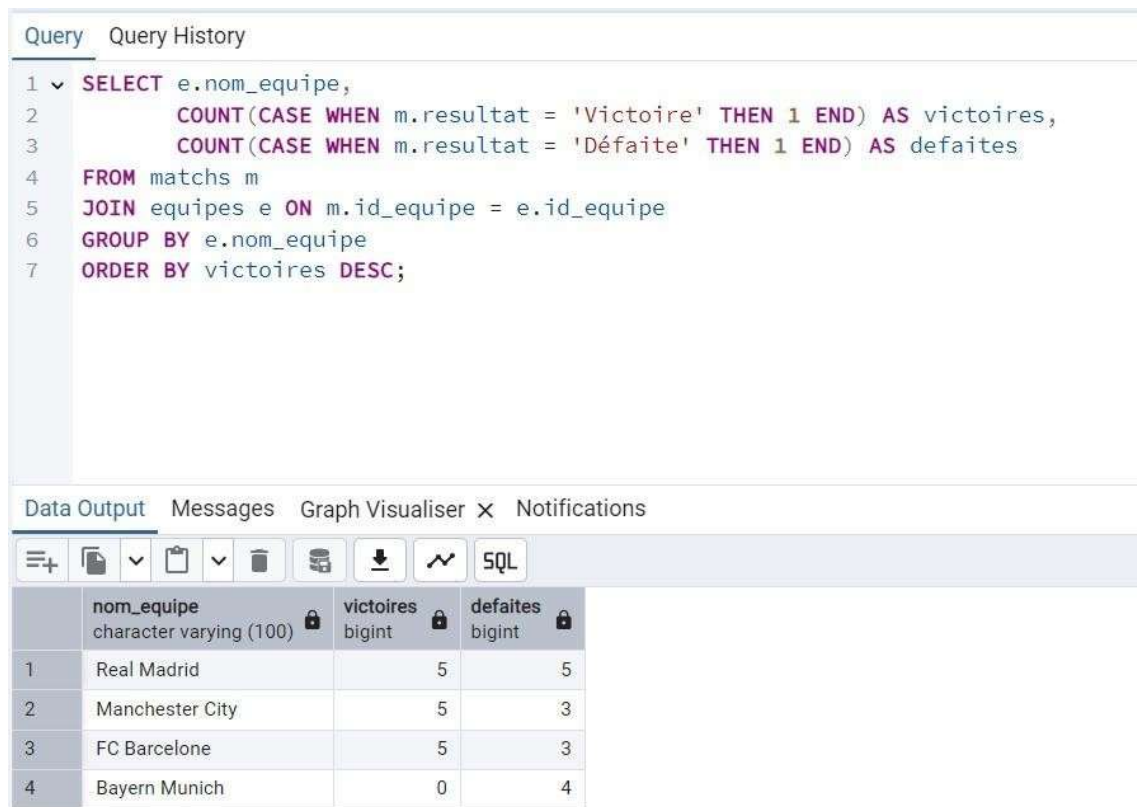 Query Query History
1 SELECT e.nom_equipe,
2 COUNT(CASE WHEN m.resultat = 'Victoire' THEN 1 END) AS victoires,
3 COUNT(CASE WHEN m.resultat = 'Défaite' THEN 1 END) AS defaites
4 FROM matchs m
5 JOIN equipes e ON m.id_equipe = e.id_equipe
6 GROUP BY e.nom_equipe
7 ORDER BY victoires DESC;
Data Output Messages Graph Visualiser × Notifications
SQL
nom_equipe victoires defaites
character varying (100) bigint bigint
1 Real Madrid 5 5
2 Manchester City 5 3
3 FC Barcelone 5 3
4 Bayern Munich 0 4